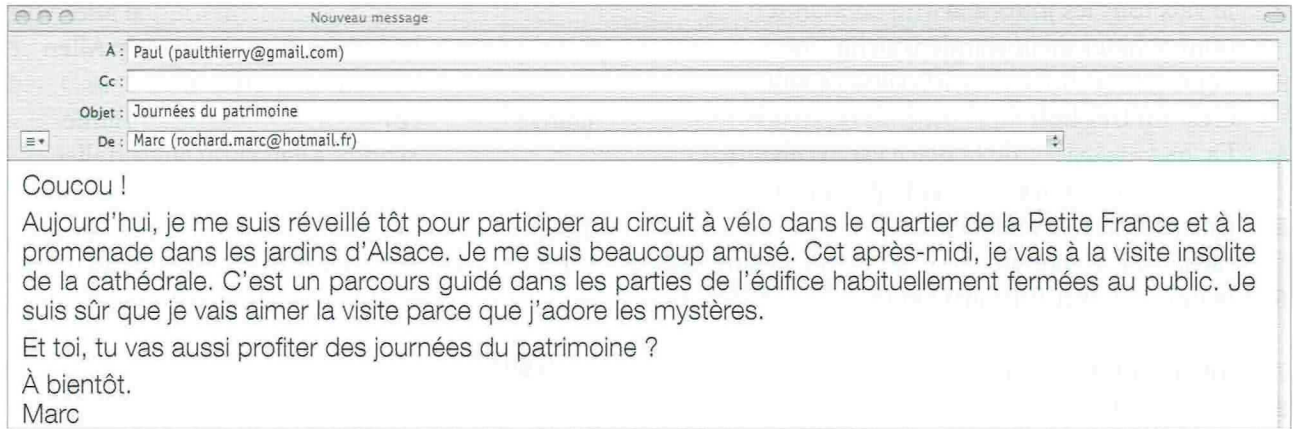 Nouveau message
À : Paul (paulthierry@gmail.com)
Cc :
Objet : Journées du patrimoine
De : Marc (rochard.marc@hotmail.fr)
Coucou !
Aujourd'hui, je me suis réveillé tôt pour participer au circuit à vélo dans le quartier de la Petite France et à la
promenade dans les jardins d'Alsace. Je me suis beaucoup amusé. Cet après-midi, je vais à la visite insolite
de la cathédrale. C'est un parcours guidé dans les parties de l'édifice habituellement fermées au public. Je
suis sûr que je vais aimer la visite parce que j'adore les mystères.
Et toi, tu vas aussi profiter des journées du patrimoine ?
À bientôt.
Marc